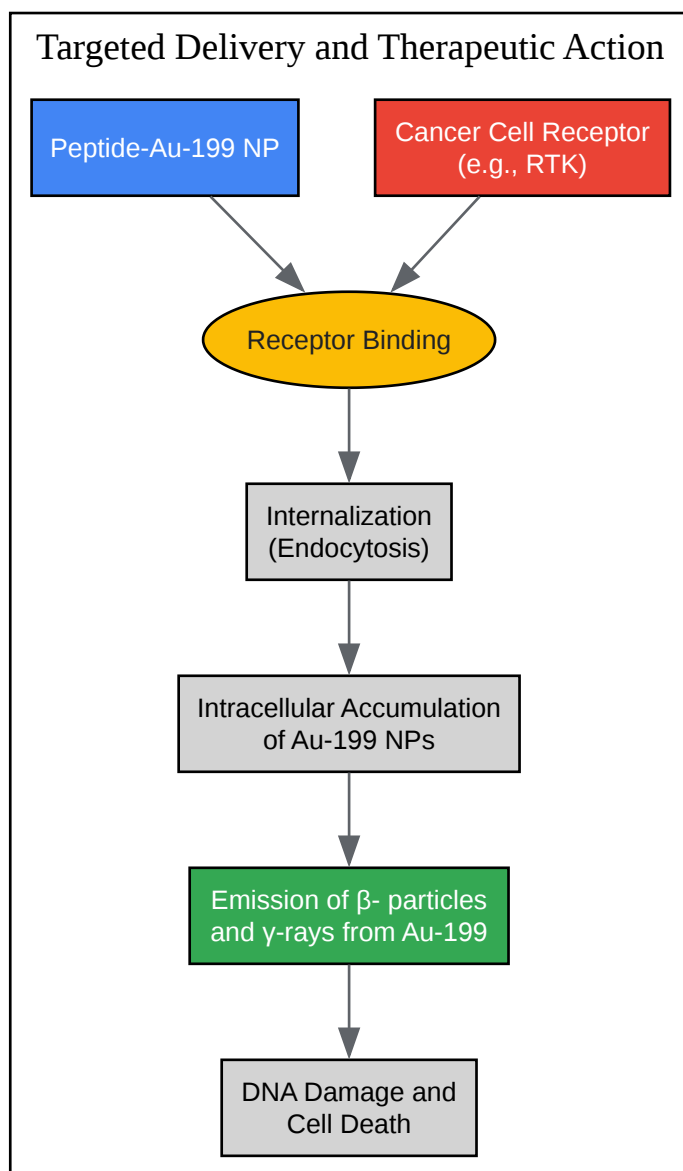 Targeted Delivery and Therapeutic Action
Peptide-Au-199 NP
Cancer Cell Receptor
(e.g., RTK)
Receptor Binding
Internalization
(Endocytosis)
Intracellular Accumulation
of Au-199 NPs
Emission of β- particles
and γ-rays from Au-199
DNA Damage and
Cell Death